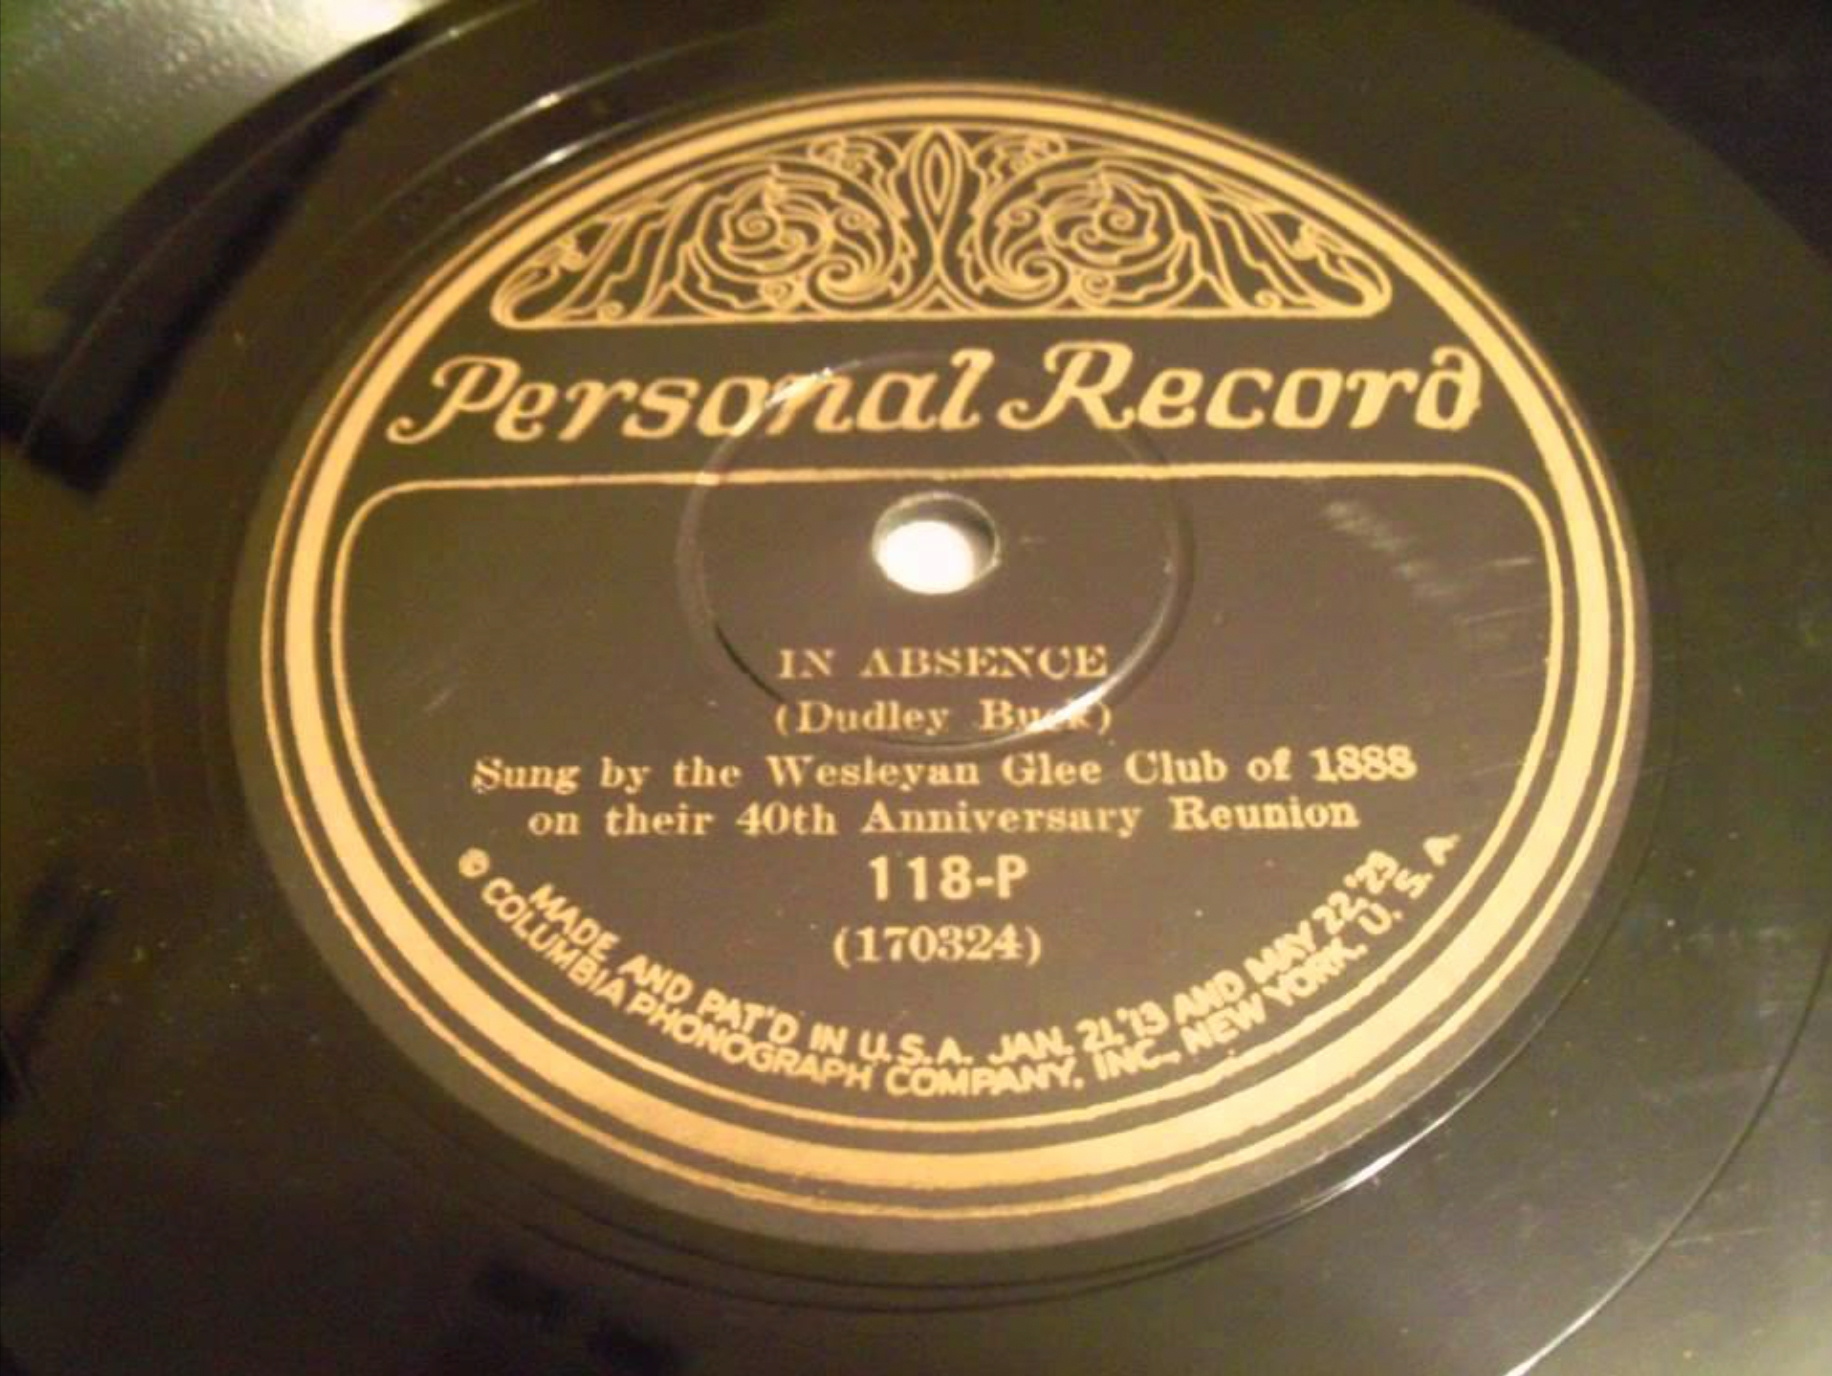 Personal Record
IN ABSENCE
(Dudley Buck)
Sung by the Wesleyan Glee Club of 1888
on their 40th Anniversary Reunion
118-P
(170324)
MADE AND PAT'D IN U.S.A. JAN. 21,'13 AND MAY 22,'23
© COLUMBIA PHONOGRAPH COMPANY, INC., NEW YORK, U. S. A.